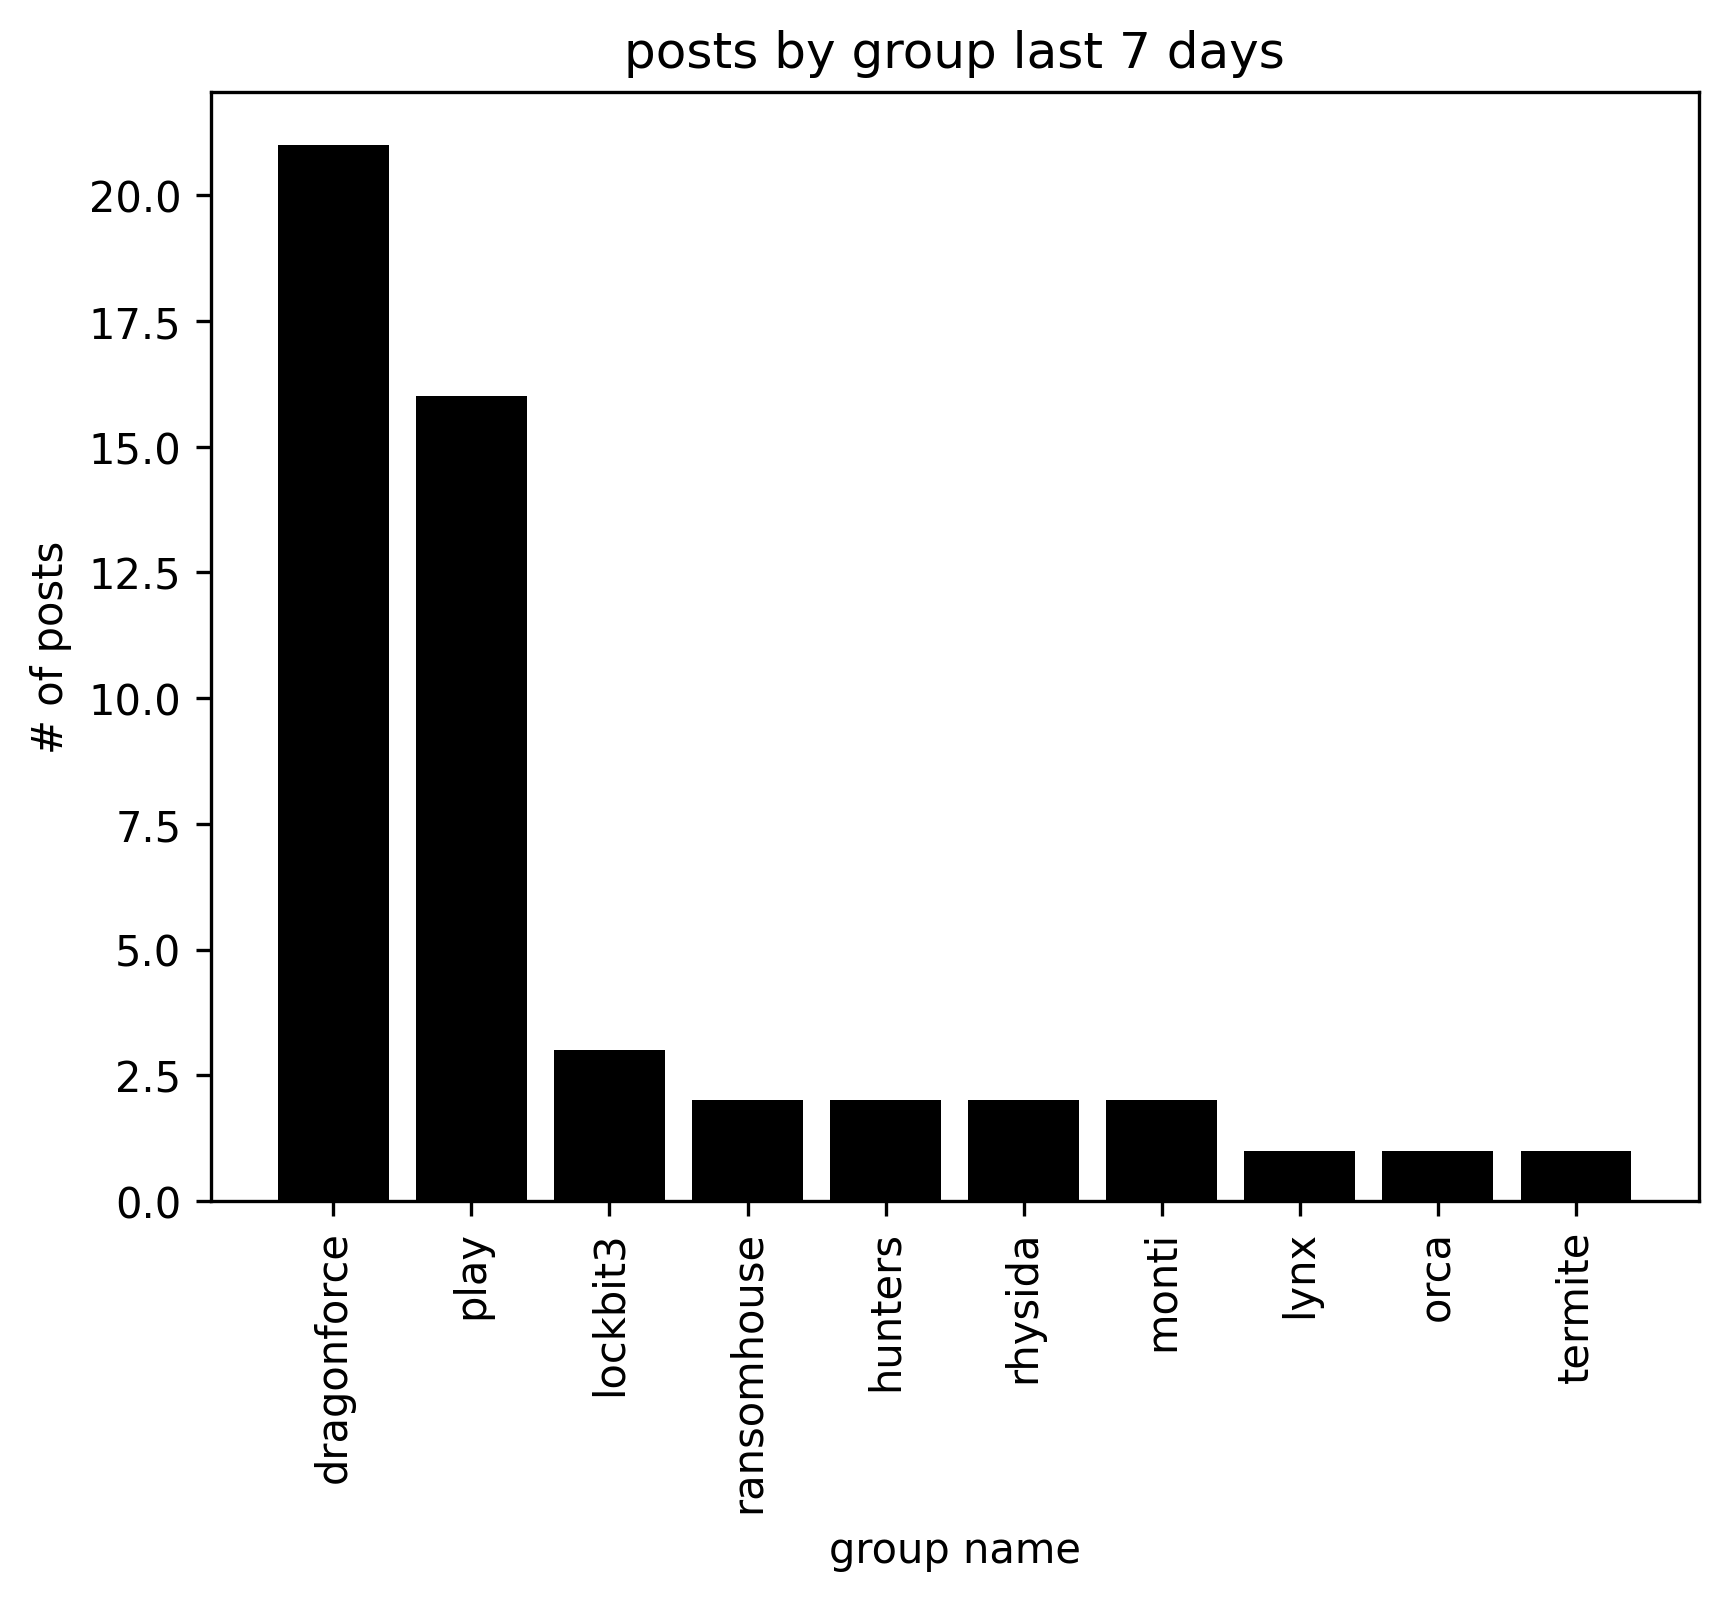 posts by group last 7 days
# of posts
20.0
17.5
15.0
12.5
10.0
7.5
5.0
2.5
0.0
dragonforce
play
lockbit3
ransomhouse
hunters
rhysida
monti
lynx
orca
termite
group name